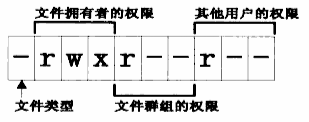 文件拥有者的权限 其他用户的权限
- r w x r - - r - -
文件类型 文件群组的权限